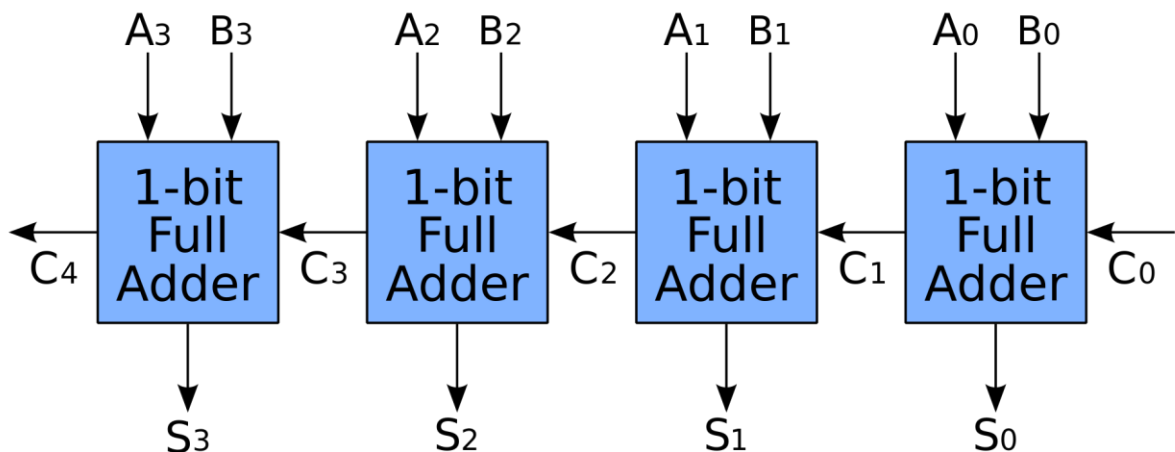 A3 B3 A2 B2 A1 B1 A0 B0
1-bit 1-bit 1-bit 1-bit
Full Full Full Full
Adder Adder Adder Adder
C4 C3 C2 C1 C0
S3 S2 S1 S0